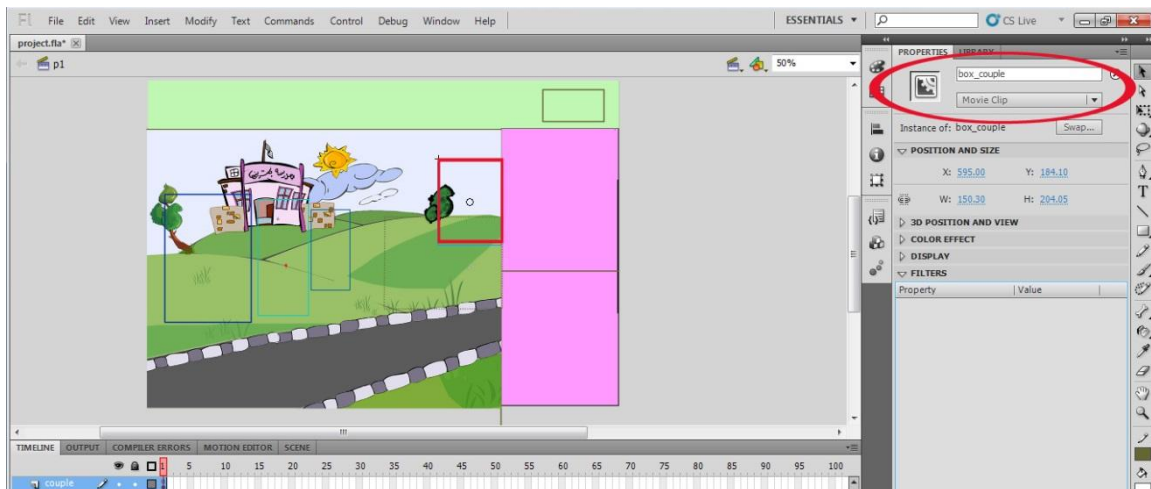 Fl File Edit View Insert Modify Text Commands Control Debug Window Help ESSENTIALS CS Live
project.fla*
PROPERTIES LIBRARY
p1 50%
box_couple
Movie Clip
Instance of: box_couple Swap...
POSITION AND SIZE
X: 595.00 Y: 184.10
W: 150.30 H: 204.05
3D POSITION AND VIEW
COLOR EFFECT
DISPLAY
FILTERS
Property Value
TIMELINE OUTPUT COMPILER ERRORS MOTION EDITOR SCENE
1 5 10 15 20 25 30 35 40 45 50 55 60 65 70 75 80 85 90 95 100
couple